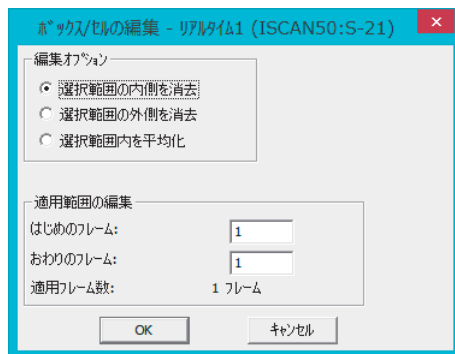 ﾎﾞｯｸｽ/ｾﾙの編集 - ﾘｱﾙﾀｲﾑ1 (ISCAN50:S-21)
編集ｵﾌﾟｼｮﾝ
選択範囲の内側を消去
選択範囲の外側を消去
選択範囲内を平均化
適用範囲の編集
はじめのﾌﾚｰﾑ: 1
おわりのﾌﾚｰﾑ: 1
適用ﾌﾚｰﾑ数: 1 ﾌﾚｰﾑ
OK ｷｬﾝｾﾙ